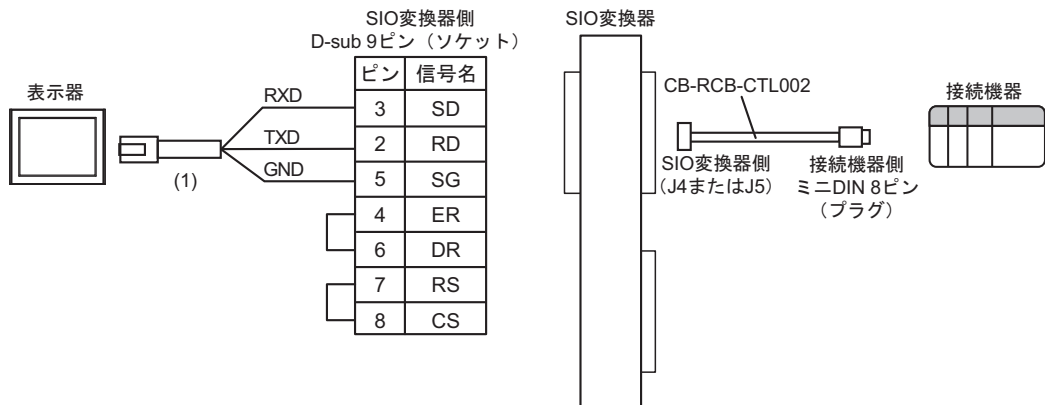 SIO変換器側
D-sub 9ピン（ソケット）
ピン 信号名
3 SD
2 RD
5 SG
4 ER
6 DR
7 RS
8 CS
表示器
RXD
TXD
GND
(1)
SIO変換器
CB-RCB-CTL002
SIO変換器側
（J4またはJ5）
接続機器側
ミニDIN 8ピン
（プラグ）
接続機器